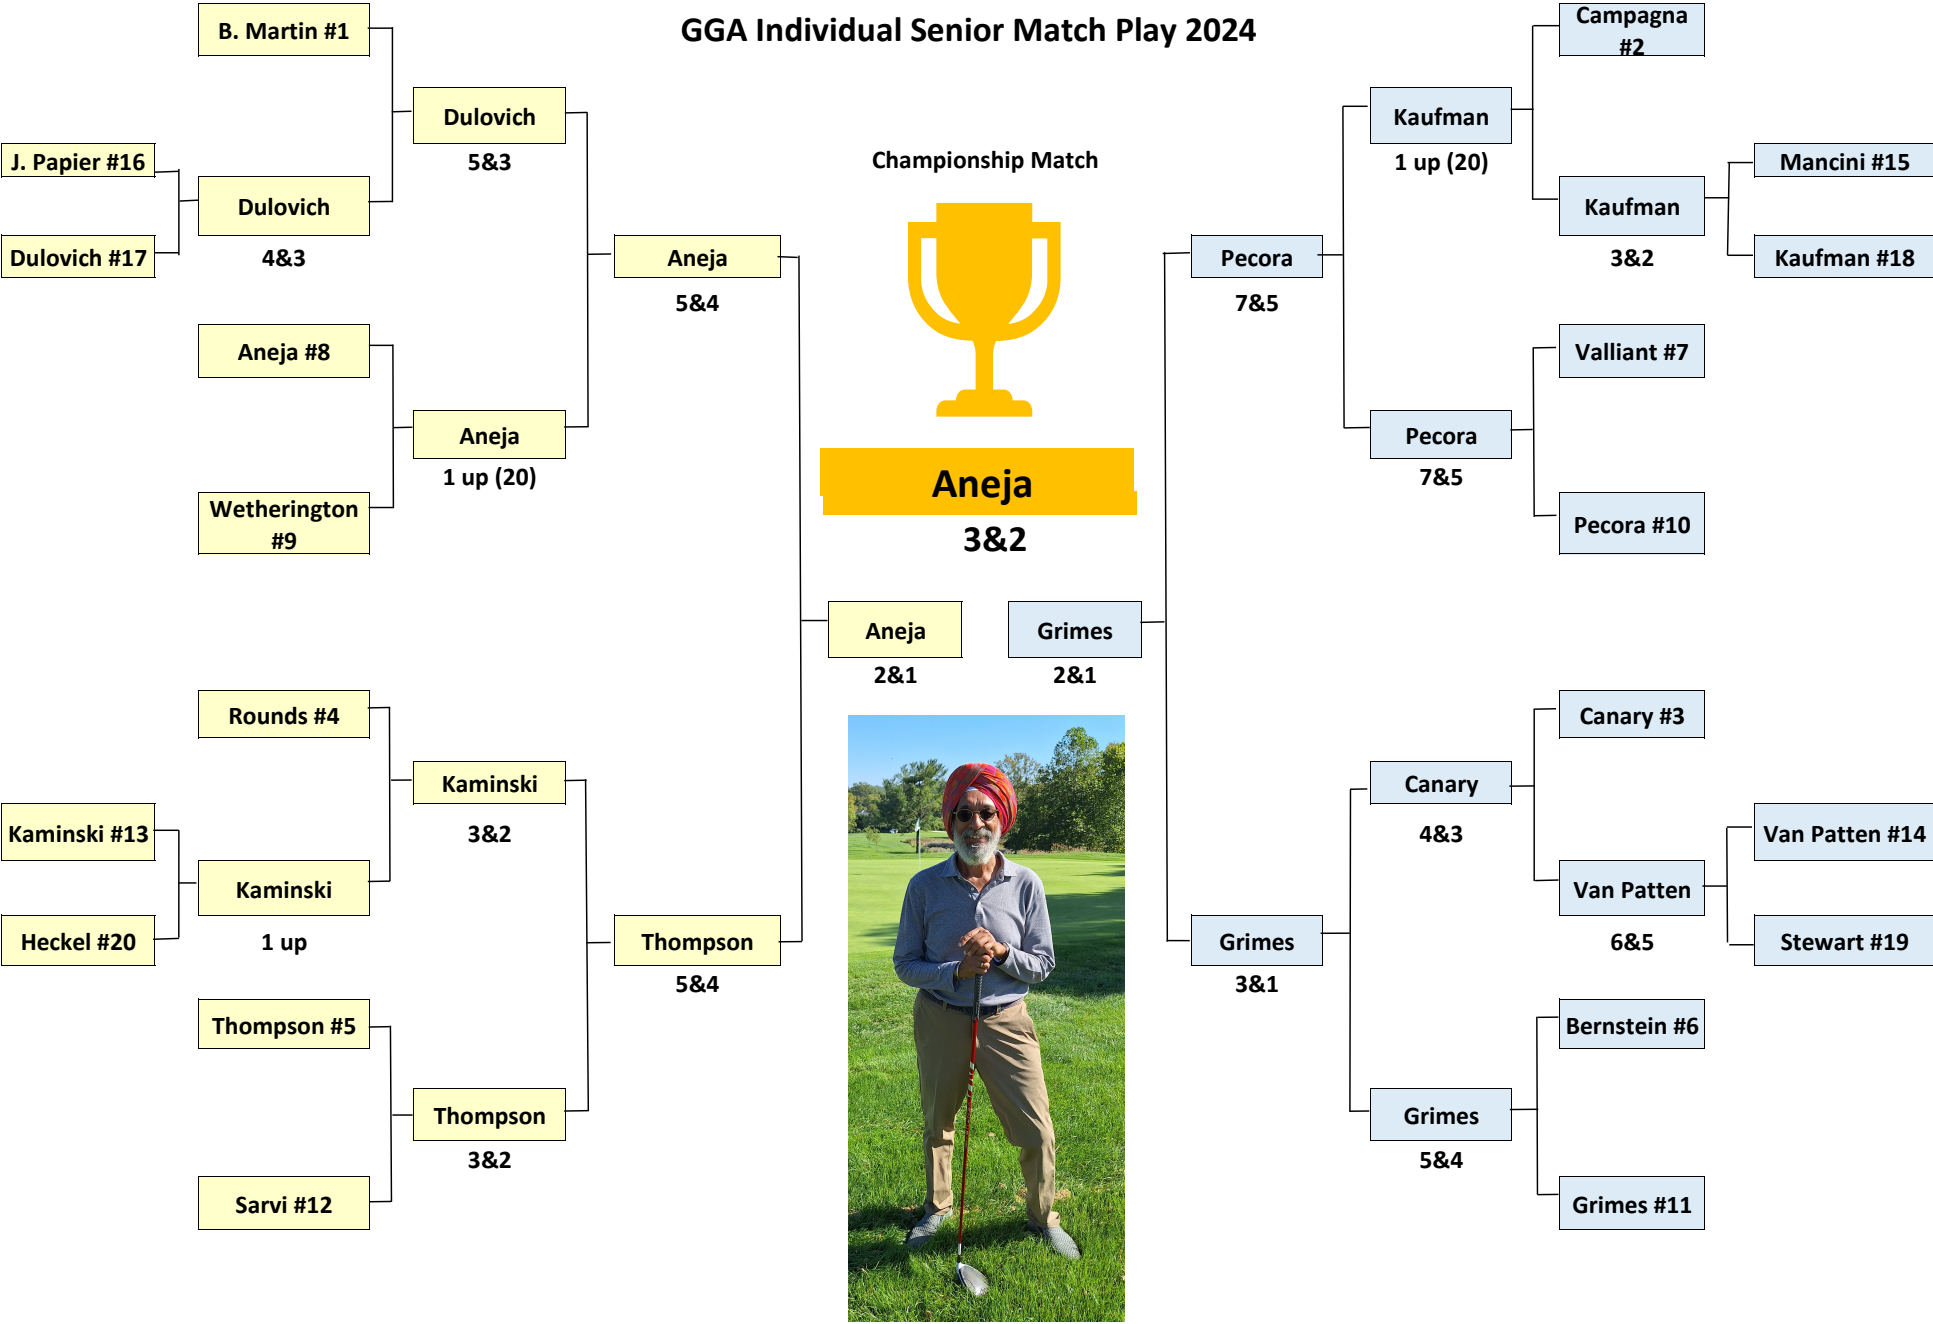 GGA Individual Senior Match Play 2024
B. Martin #1
Campagna
#2
Dulovich
5&3
Kaufman
1 up (20)
Championship Match
J. Papier #16
Mancini #15
Dulovich
4&3
Kaufman
3&2
Dulovich #17
Kaufman #18
Aneja
5&4
Pecora
7&5
Aneja #8
Valliant #7
Aneja
1 up (20)
Pecora
7&5
Wetherington
#9
Pecora #10
Aneja
3&2
Aneja
2&1
Grimes
2&1
Rounds #4
Canary #3
Kaminski
3&2
Canary
4&3
Kaminski #13
Van Patten #14
Kaminski
1 up
Van Patten
6&5
Heckel #20
Stewart #19
Thompson
5&4
Grimes
3&1
Thompson #5
Bernstein #6
Thompson
3&2
Grimes
5&4
Sarvi #12
Grimes #11